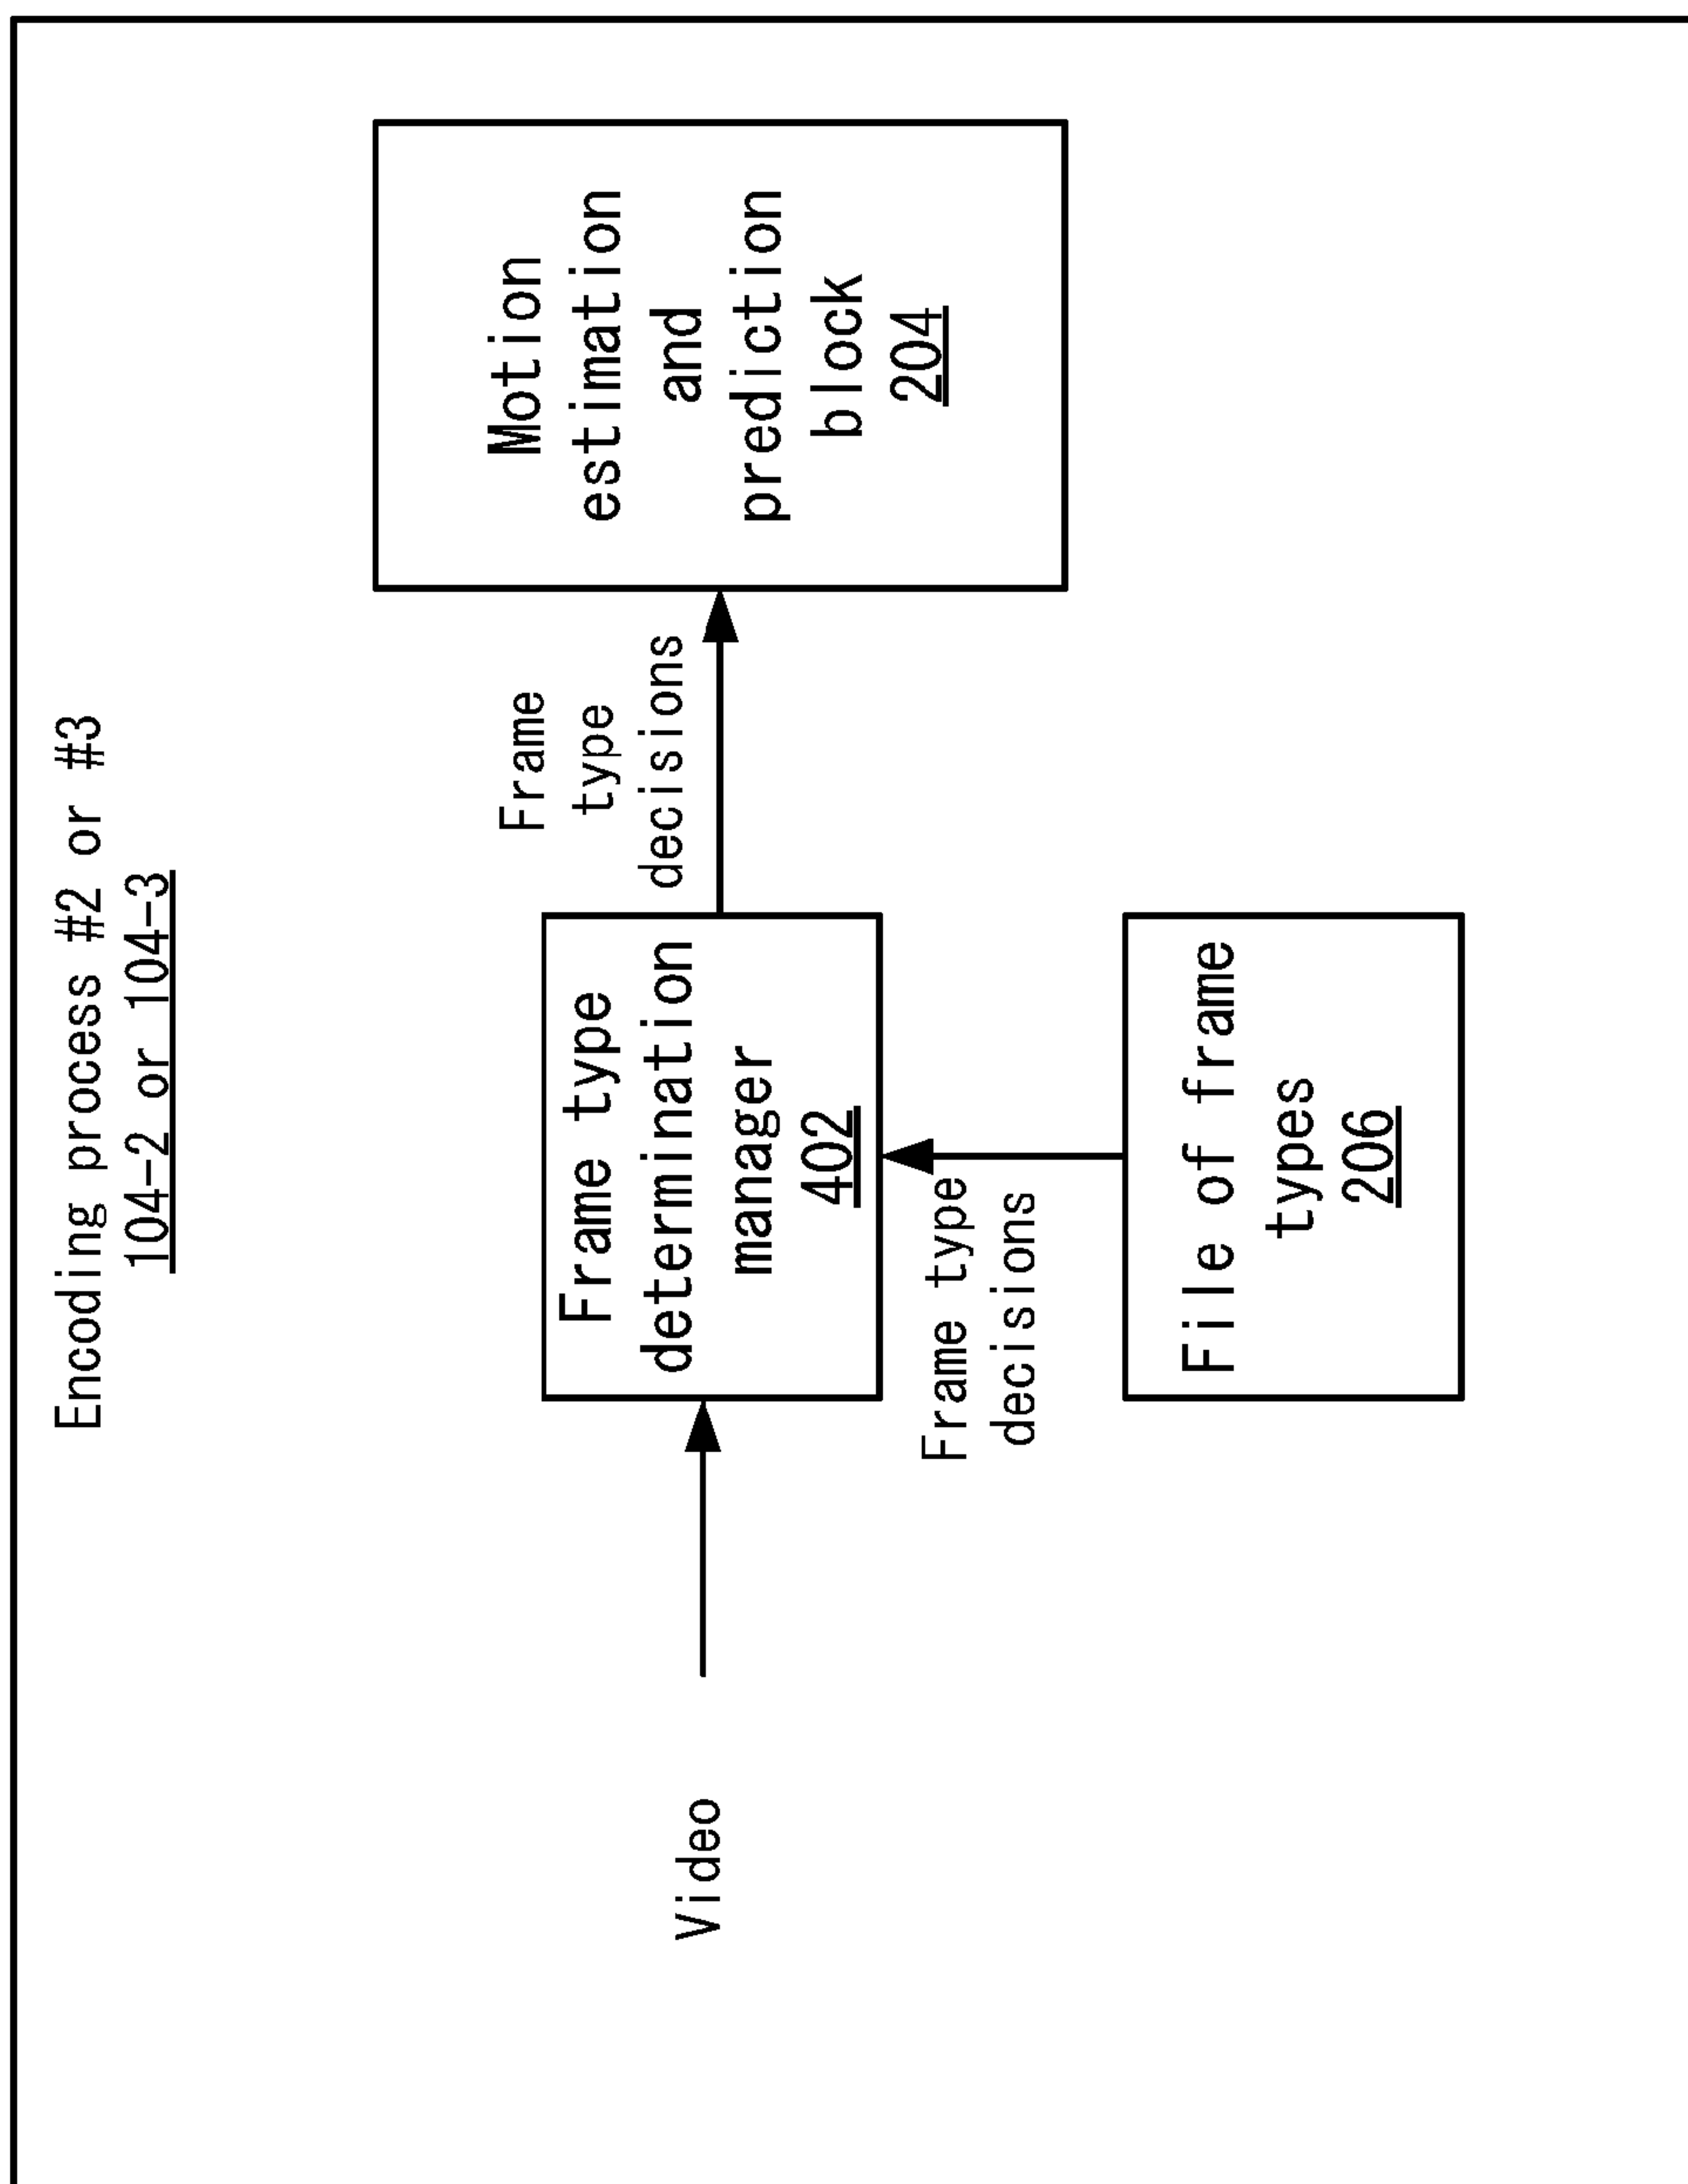 Encoding process #2 or #3
104-2 or 104-3
Video
Frame type
determination
manager
402
Frame
type
decisions
Motion
estimation
and
prediction
block
204
Frame type
decisions
File of frame
types
206